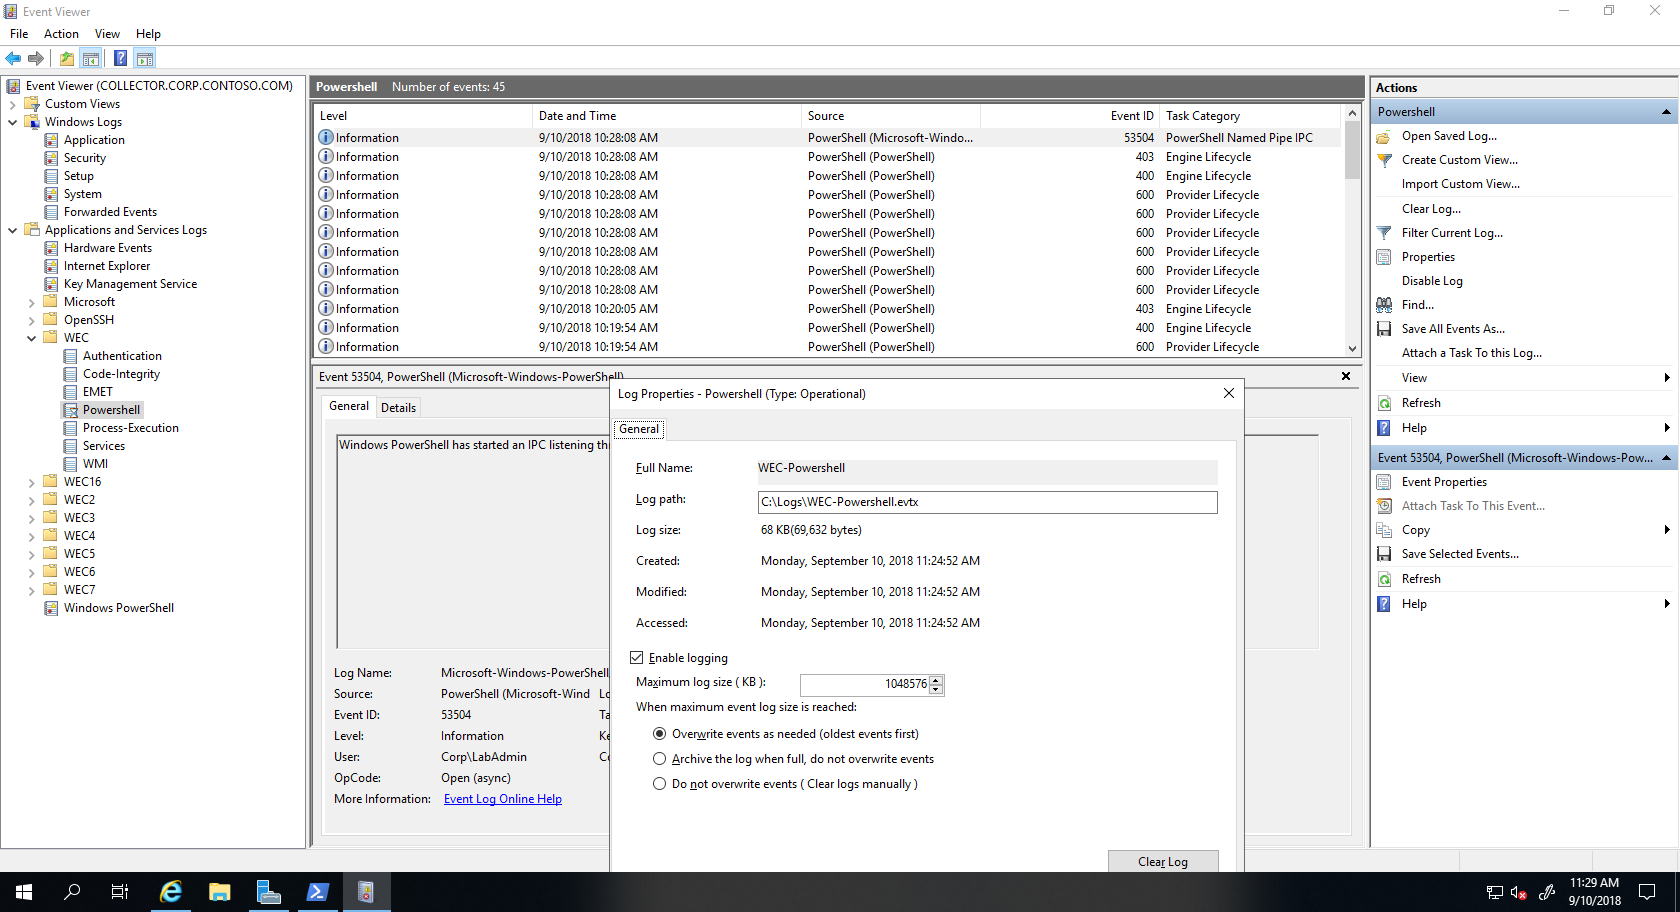 Event Viewer
File Action View Help
Event Viewer (COLLECTOR.CORP.CONTOSO.COM)
Custom Views
Windows Logs
Application
Security
Setup
System
Forwarded Events
Applications and Services Logs
Hardware Events
Internet Explorer
Key Management Service
Microsoft
OpenSSH
WEC
Authentication
Code-Integrity
EMET
Powershell
Process-Execution
Services
WMI
WEC16
WEC2
WEC3
WEC4
WEC5
WEC6
WEC7
Windows PowerShell
Powershell Number of events: 45
Level Date and Time Source Event ID Task Category
Information 9/10/2018 10:28:08 AM PowerShell (Microsoft-Windo... 53504 PowerShell Named Pipe IPC
Information 9/10/2018 10:28:08 AM PowerShell (PowerShell) 403 Engine Lifecycle
Information 9/10/2018 10:28:08 AM PowerShell (PowerShell) 400 Engine Lifecycle
Information 9/10/2018 10:28:08 AM PowerShell (PowerShell) 600 Provider Lifecycle
Information 9/10/2018 10:28:08 AM PowerShell (PowerShell) 600 Provider Lifecycle
Information 9/10/2018 10:28:08 AM PowerShell (PowerShell) 600 Provider Lifecycle
Information 9/10/2018 10:28:08 AM PowerShell (PowerShell) 600 Provider Lifecycle
Information 9/10/2018 10:28:08 AM PowerShell (PowerShell) 600 Provider Lifecycle
Information 9/10/2018 10:28:08 AM PowerShell (PowerShell) 600 Provider Lifecycle
Information 9/10/2018 10:20:05 AM PowerShell (PowerShell) 403 Engine Lifecycle
Information 9/10/2018 10:19:54 AM PowerShell (PowerShell) 400 Engine Lifecycle
Information 9/10/2018 10:19:54 AM PowerShell (PowerShell) 600 Provider Lifecycle
Event 53504, PowerShell (Microsoft-Windows-PowerShell)
General Details
Windows PowerShell has started an IPC listening th
Log Name: Microsoft-Windows-PowerShell
Source: PowerShell (Microsoft-Wind Lo
Event ID: 53504 Ta
Level: Information Ke
User: Corp\LabAdmin Co
OpCode: Open (async)
More Information: Event Log Online Help
Log Properties - Powershell (Type: Operational)
General
Full Name: WEC-Powershell
Log path: C:\Logs\WEC-Powershell.evtx
Log size: 68 KB(69,632 bytes)
Created: Monday, September 10, 2018 11:24:52 AM
Modified: Monday, September 10, 2018 11:24:52 AM
Accessed: Monday, September 10, 2018 11:24:52 AM
Enable logging
Maximum log size ( KB ): 1048576
When maximum event log size is reached:
Overwrite events as needed (oldest events first)
Archive the log when full, do not overwrite events
Do not overwrite events ( Clear logs manually )
Clear Log
Actions
Powershell
Open Saved Log...
Create Custom View...
Import Custom View...
Clear Log...
Filter Current Log...
Properties
Disable Log
Find...
Save All Events As...
Attach a Task To this Log...
View
Refresh
Help
Event 53504, PowerShell (Microsoft-Windows-Pow...
Event Properties
Attach Task To This Event...
Copy
Save Selected Events...
Refresh
Help
11:29 AM
9/10/2018